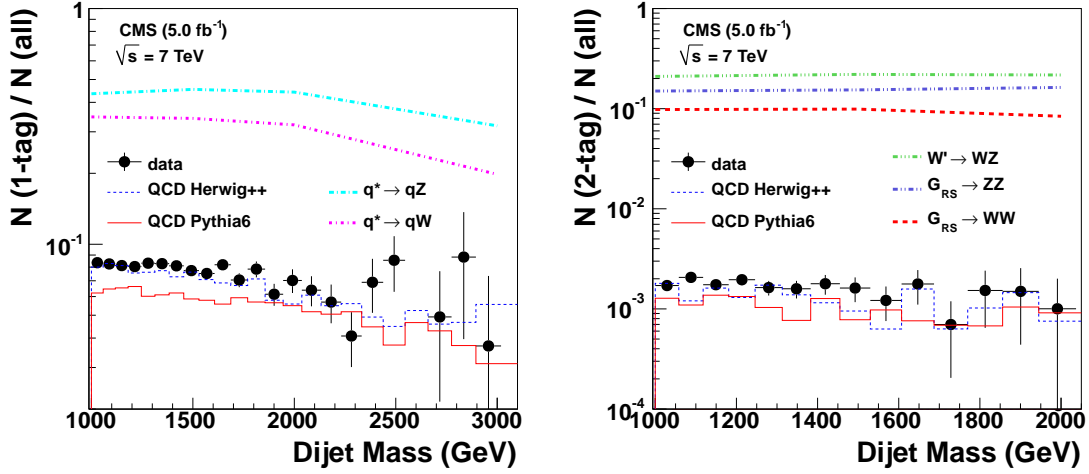 N (1-tag) / N (all)
1
10⁻¹
CMS (5.0 fb⁻¹)
√s = 7 TeV
data
QCD Herwig++
QCD Pythia6
q* → qZ
q* → qW
1000 1500 2000 2500 3000
Dijet Mass (GeV)
N (2-tag) / N (all)
1
10⁻¹
10⁻²
10⁻³
10⁻⁴
CMS (5.0 fb⁻¹)
√s = 7 TeV
data
QCD Herwig++
QCD Pythia6
W' → WZ
G_RS → ZZ
G_RS → WW
1000 1200 1400 1600 1800 2000
Dijet Mass (GeV)